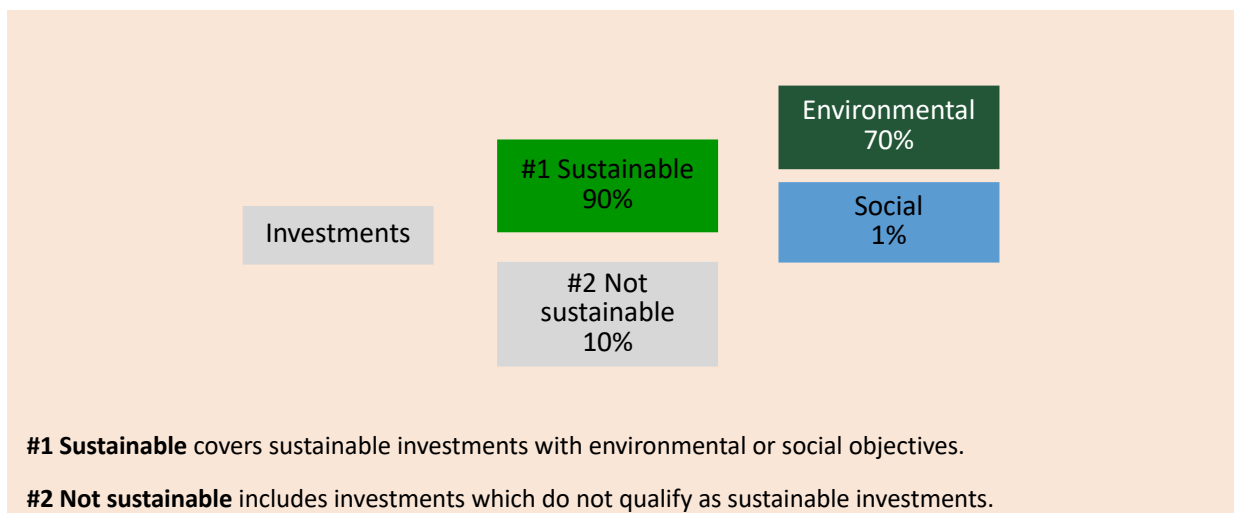 Investments
#1 Sustainable
90%
#2 Not
sustainable
10%
Environmental
70%
Social
1%
#1 Sustainable covers sustainable investments with environmental or social objectives.
#2 Not sustainable includes investments which do not qualify as sustainable investments.